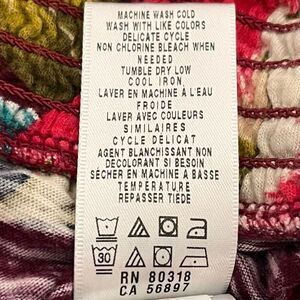 MACHINE WASH COLD
WASH WITH LIKE COLORS
DELICATE CYCLE
NON CHLORINE BLEACH WHEN
NEEDED
TUMBLE DRY LOW
COOL IRON
LAVER EN MACHINE À L'EAU
FROIDE
LAVER AVEC COULEURS
SIMILAIRES
CYCLE DELICAT
AGENT BLANCHISSANT NON
DECOLORANT SI BESOIN
SÉCHER EN MACHINE A BASSE
TEMPÉRATURE
REPASSER TIEDE
30
RN 80318
CA 56897